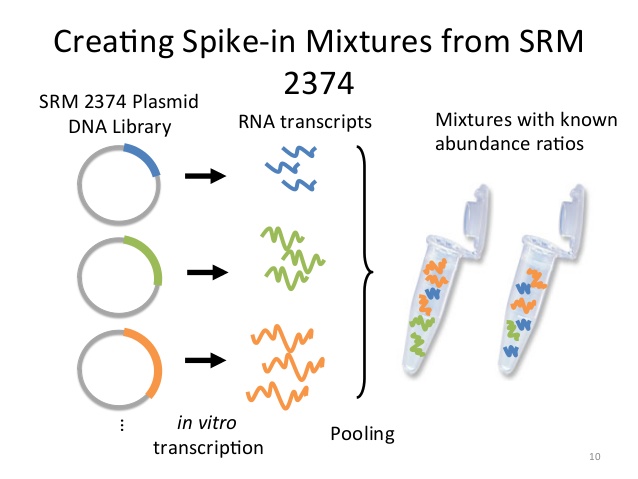 Creating Spike-in Mixtures from SRM
2374
SRM 2374 Plasmid
DNA Library
RNA transcripts
Mixtures with known
abundance ratios
...
in vitro
transcription
Pooling
10